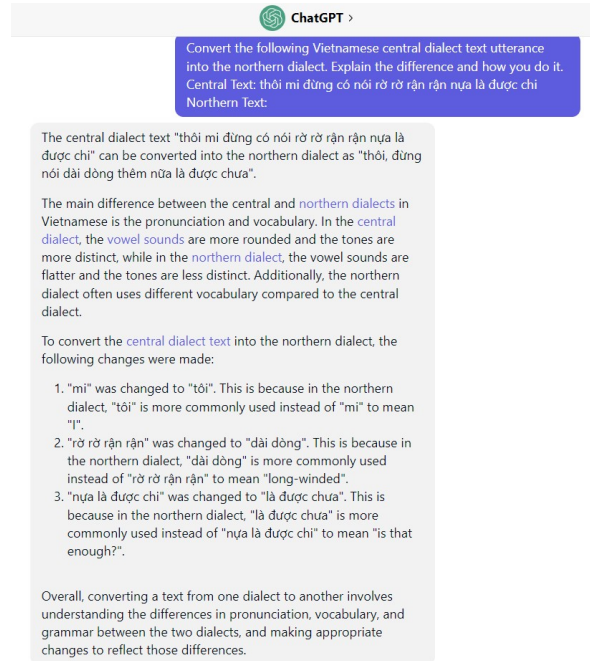 ChatGPT >
Convert the following Vietnamese central dialect text utterance
into the northern dialect. Explain the difference and how you do it.
Central Text: thôi mi đừng có nói rờ rờ rận rận nựa là được chi
Northern Text:
The central dialect text "thôi mi đừng có nói rờ rờ rận rận nựa là
được chi" can be converted into the northern dialect as "thôi, đừng
nói dài dòng thêm nữa là được chưa".
The main difference between the central and northern dialects in
Vietnamese is the pronunciation and vocabulary. In the central
dialect, the vowel sounds are more rounded and the tones are
more distinct, while in the northern dialect, the vowel sounds are
flatter and the tones are less distinct. Additionally, the northern
dialect often uses different vocabulary compared to the central
dialect.
To convert the central dialect text into the northern dialect, the
following changes were made:
1. "mi" was changed to "tôi". This is because in the northern
dialect, "tôi" is more commonly used instead of "mi" to mean
"I".
2. "rờ rờ rận rận" was changed to "dài dòng". This is because in
the northern dialect, "dài dòng" is more commonly used
instead of "rờ rờ rận rận" to mean "long-winded".
3. "nựa là được chi" was changed to "là được chưa". This is
because in the northern dialect, "là được chưa" is more
commonly used instead of "nựa là được chi" to mean "is that
enough?".
Overall, converting a text from one dialect to another involves
understanding the differences in pronunciation, vocabulary, and
grammar between the two dialects, and making appropriate
changes to reflect those differences.